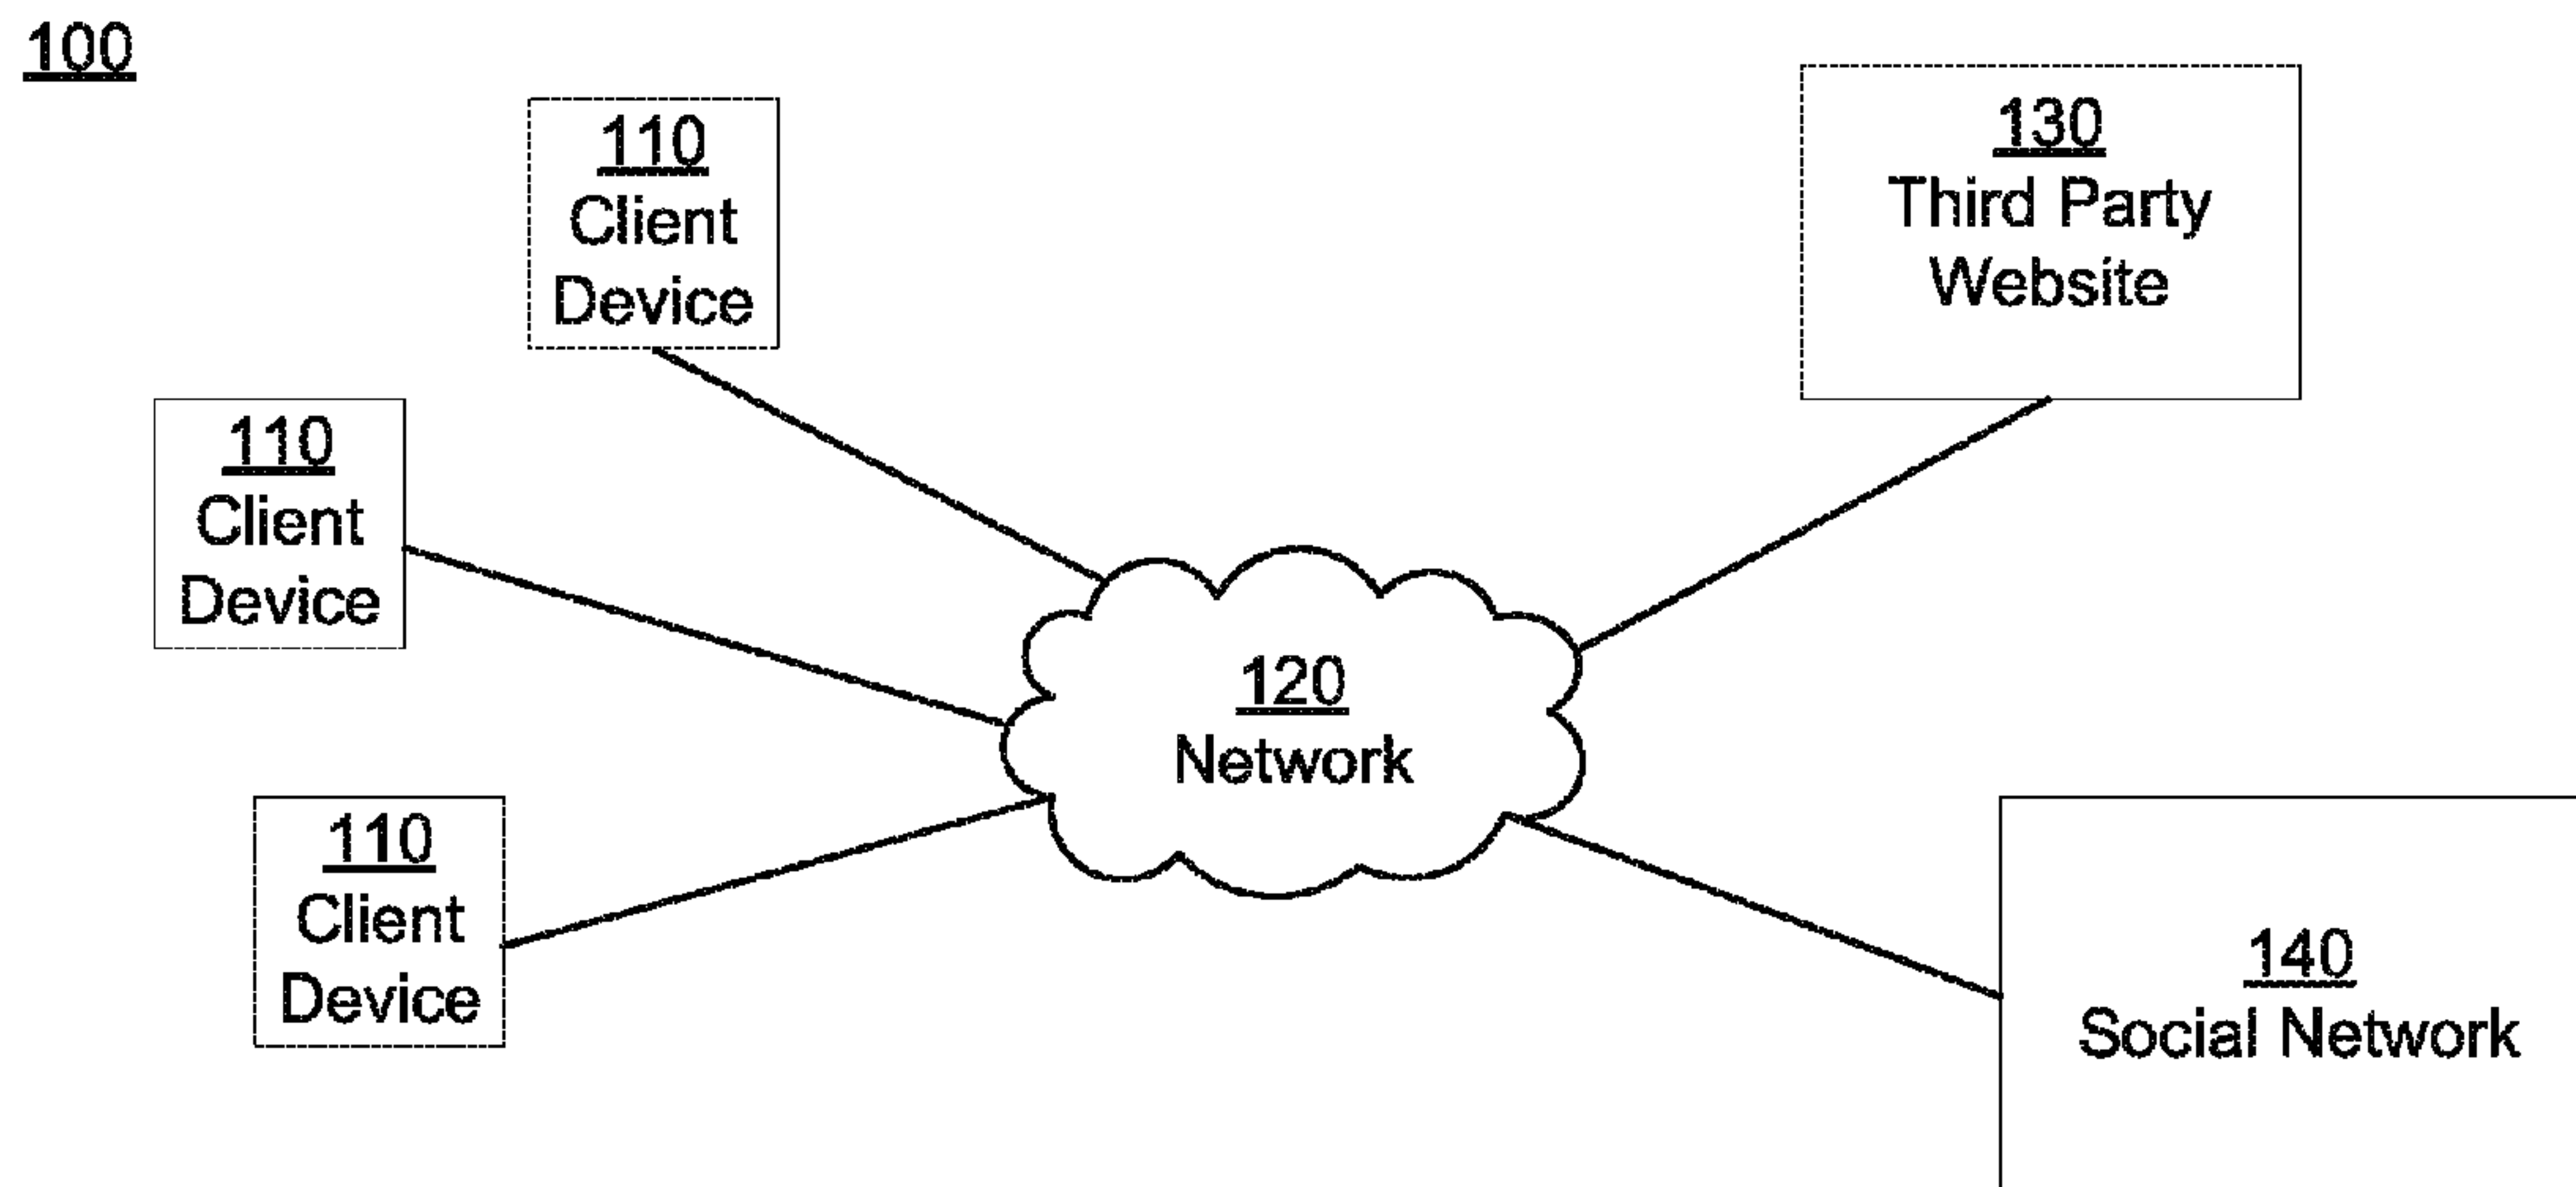 100
110
Client
Device
130
Third Party
Website
110
Client
Device
120
Network
110
Client
Device
140
Social Network